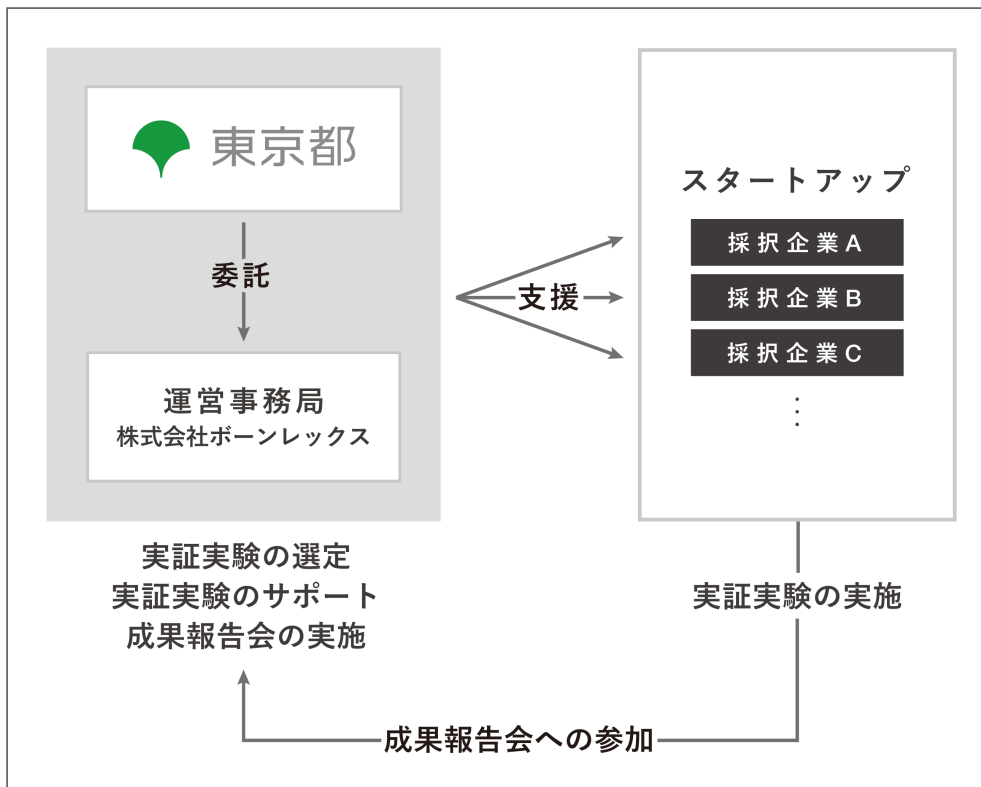 東京都
委託
運営事務局
株式会社ボーンレックス
実証実験の選定
実証実験のサポート
成果報告会の実施
支援
スタートアップ
採択企業A
採択企業B
採択企業C
⋮
実証実験の実施
成果報告会への参加